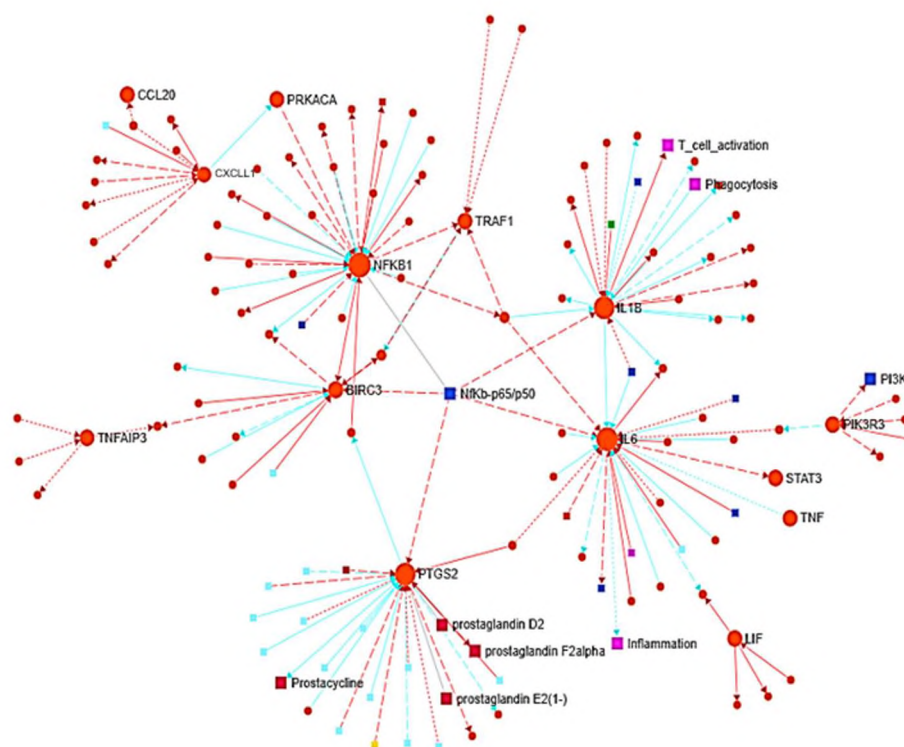 CCL20
PRKACA
T_cell_activation
CXCLL1
Phagocytosis
TRAF1
NFKB1
IL1B
PI3K
BIRC3
NfKb-p65/p50
PIK3R3
TNFAIP3
IL6
STAT3
TNF
PTGS2
prostaglandin D2
LIF
Inflammation
prostaglandin F2alpha
Prostacycline
prostaglandin E2(1-)